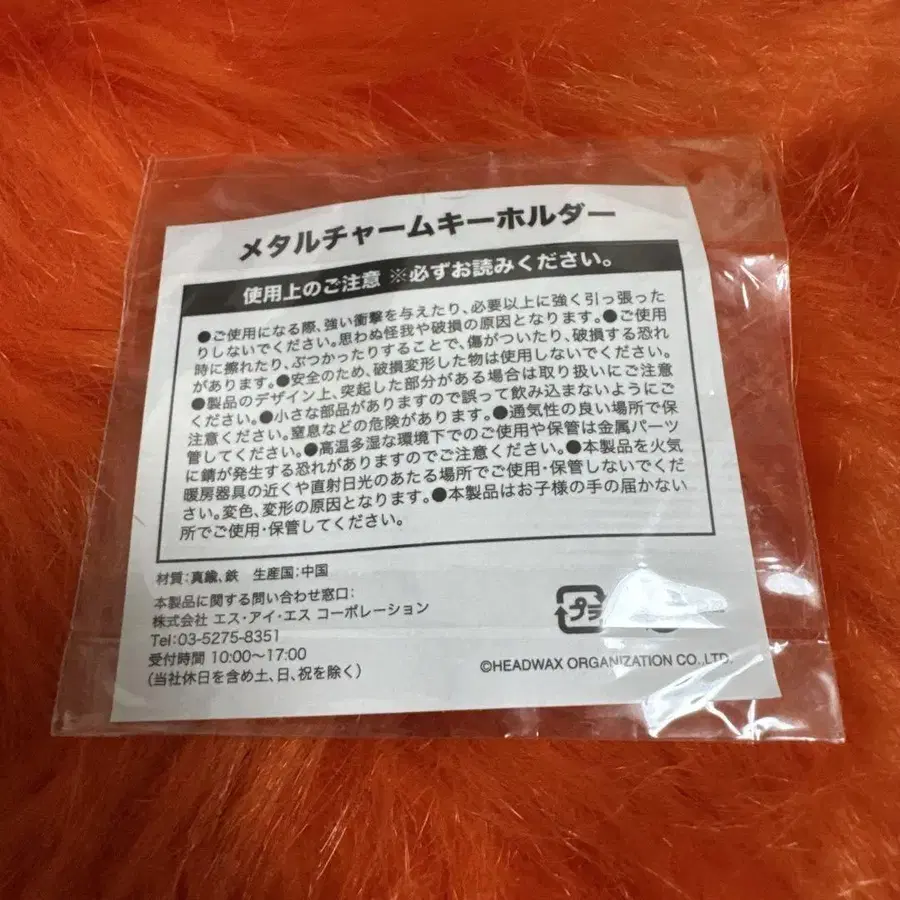 メタルチャームキーホルダー
使用上のご注意 ※必ずお読みください。
●ご使用になる際、強い衝撃を与えたり、必要以上に強く引っ張った
りしないでください。思わぬ怪我や破損の原因となります。●ご使用
時に擦れたり、ぶつかったりすることで、傷がついたり、破損する恐れ
があります。●安全のため、破損変形した物は使用しないでください。
●製品のデザイン上、突起した部分がある場合は取り扱いにご注意
ください。●小さな部品がありますので誤って飲み込まないようにご
注意ください。窒息などの危険があります。●通気性の良い場所で保
管してください。●高温多湿な環境下でのご使用や保管は金属パーツ
に錆が発生する恐れがありますのでご注意ください。●本製品を火気
暖房器具の近くや直射日光のあたる場所でご使用・保管しないでくだ
さい。変色、変形の原因となります。●本製品はお子様の手の届かない
所でご使用・保管してください。
材質：真鍮、鉄　生産国：中国
本製品に関する問い合わせ窓口：
株式会社 エス・アイ・エス コーポレーション
Tel：03-5275-8351
受付時間 10:00〜17:00
（当社休日を含め土、日、祝を除く）
プラ
©HEADWAX ORGANIZATION CO.,LTD.